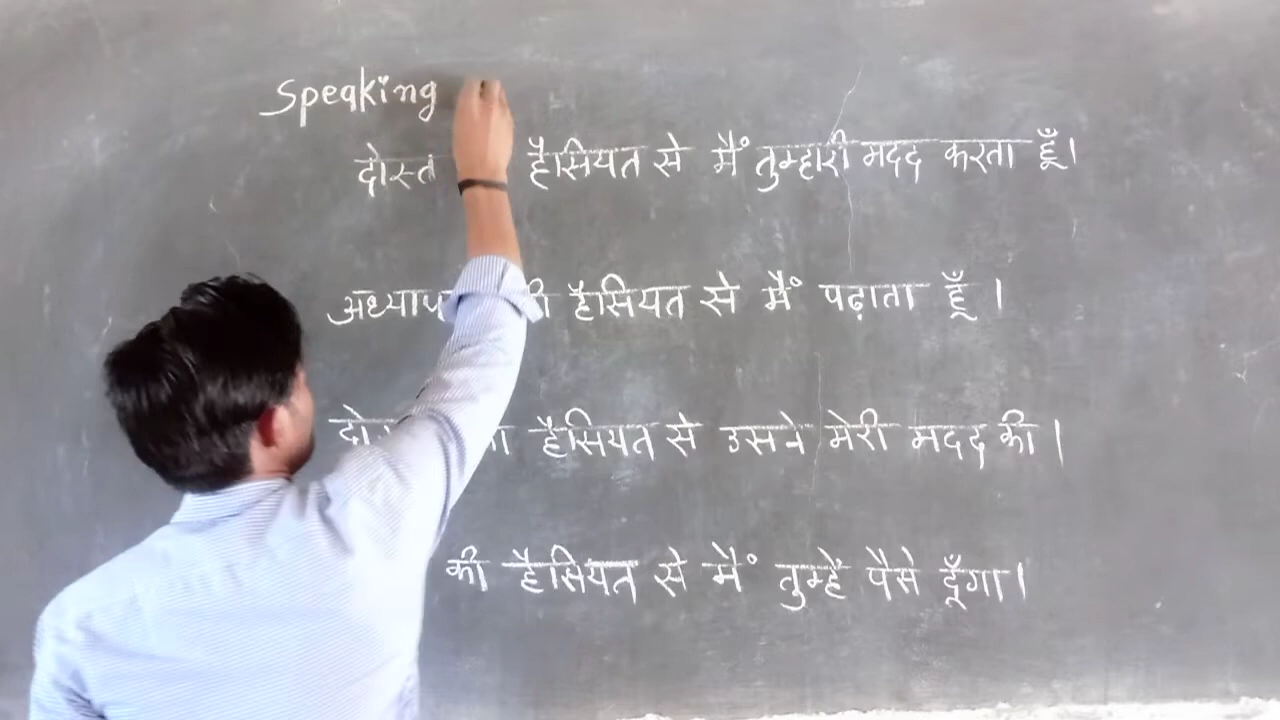 Speaking
दोस्त हैसियत से मैं तुम्हारी मदद करता हूँ।
हैसियत से मैं पढ़ाता हूँ।
हैसियत से उसने मेरी मदद की।
की हैसियत से मैं तुम्हें पैसे दूँगा।